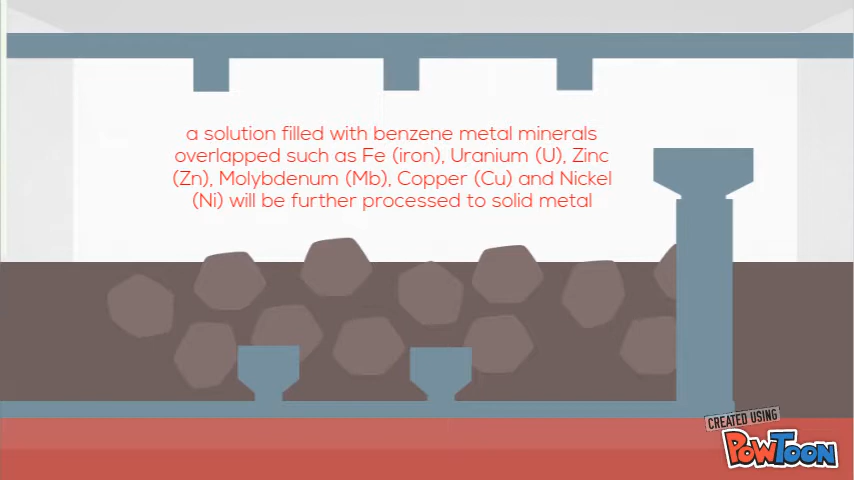 a solution filled with benzene metal minerals
overlapped such as Fe (iron), Uranium (U), Zinc
(Zn), Molybdenum (Mb), Copper (Cu) and Nickel
(Ni) will be further processed to solid metal
CREATED USING
POWTOON